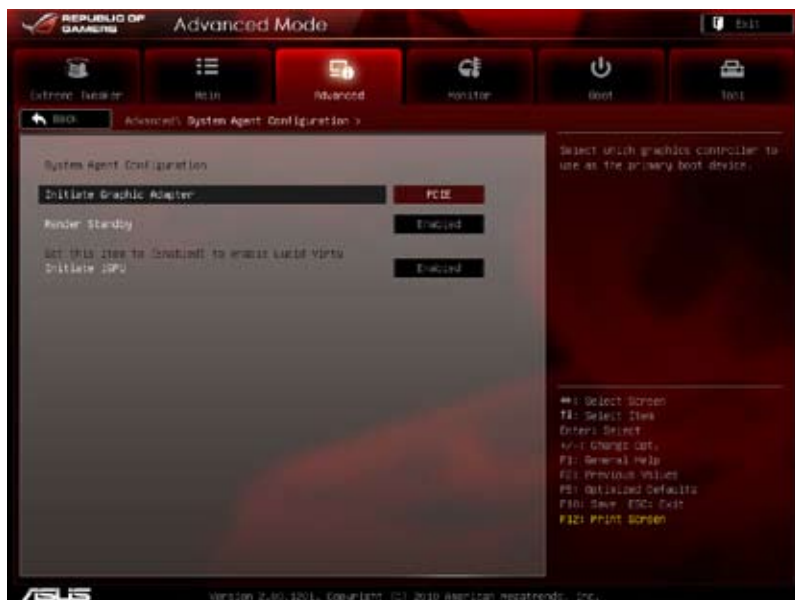 REPUBLIC OF
GAMERS
Advanced Mode
Exit
Extreme Tweaker
Main
Advanced
Monitor
Boot
Tool
Back
Advanced\ System Agent Configuration >
System Agent Configuration
Initiate Graphic Adapter
PCIE
Render Standby
Enabled
Set this item to [Enabled] to enable Lucid Virtu
Initiate iGPU
Enabled
Select which graphics controller to
use as the primary boot device.
→←: Select Screen
↑↓: Select Item
Enter: Select
+/-: Change Opt.
F1: General Help
F2: Previous Values
F5: Optimized Defaults
F10: Save ESC: Exit
F12: Print Screen
ASUS
Version 2.00.1201. Copyright (C) 2010 American Megatrends, Inc.